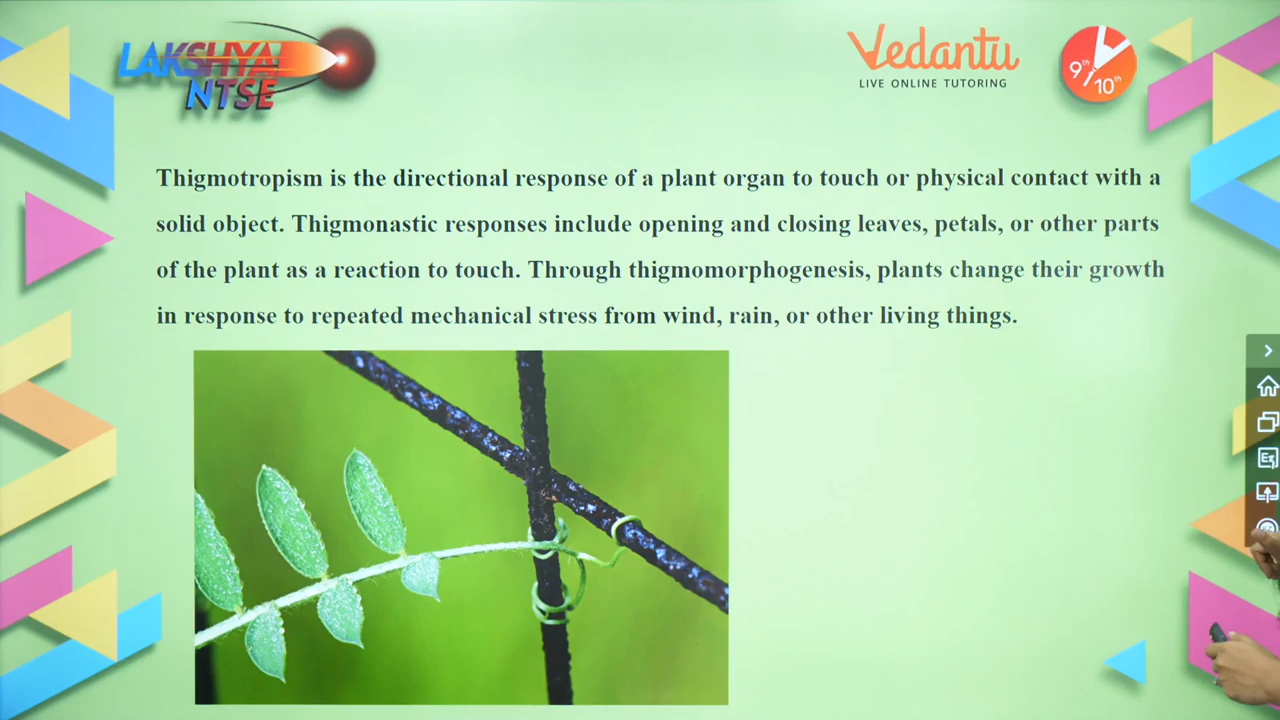 LAKSHYA
NTSE
Vedantu
LIVE ONLINE TUTORING
9th
10th
Thigmotropism is the directional response of a plant organ to touch or physical contact with a
solid object. Thigmonastic responses include opening and closing leaves, petals, or other parts
of the plant as a reaction to touch. Through thigmomorphogenesis, plants change their growth
in response to repeated mechanical stress from wind, rain, or other living things.